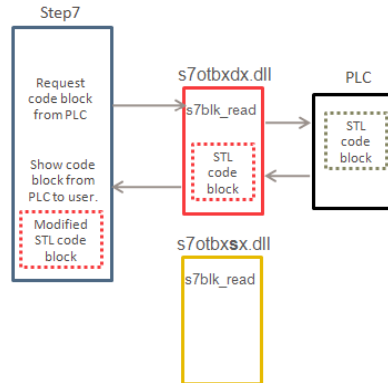 Step7
Request
code block
from PLC
Show code
block from
PLC to user.
Modified
STL code
block
s7otbxdx.dll
s7blk_read
STL
code
block
PLC
STL
code
block
s7otbxsx.dll
s7blk_read